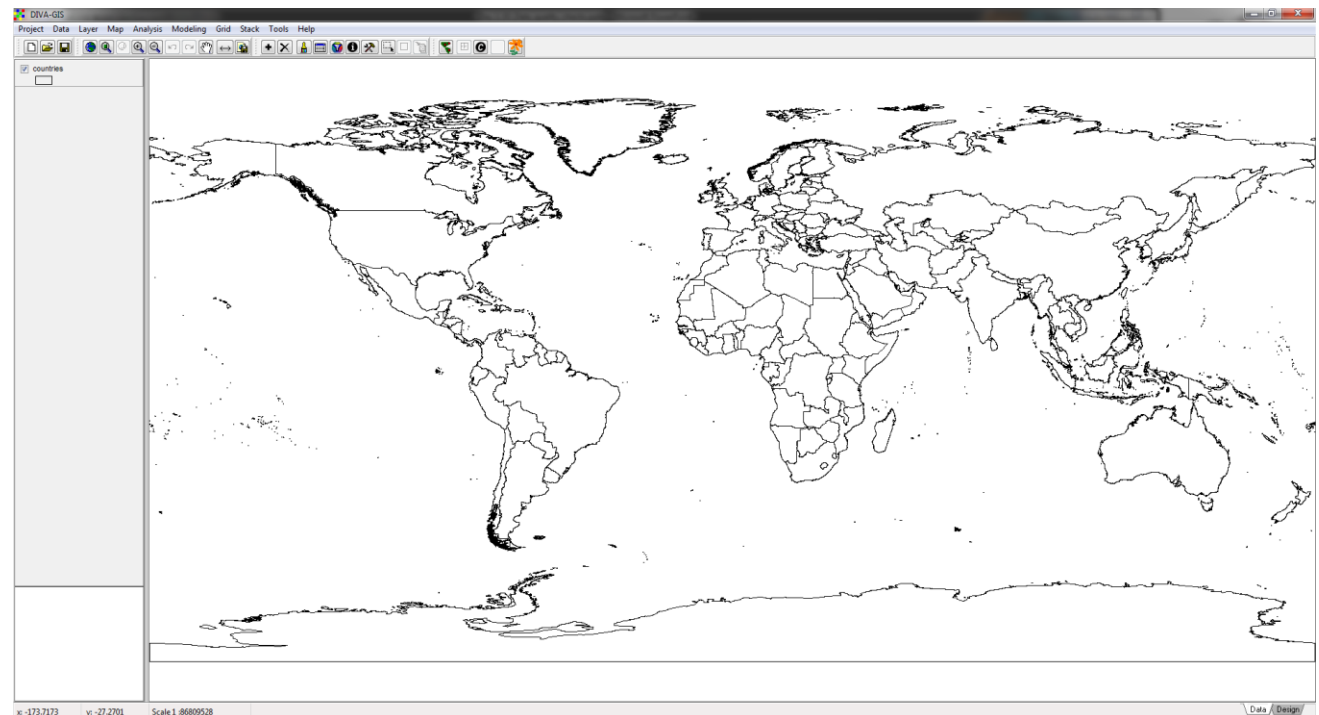 DIVA-GIS
Project Data Layer Map Analysis Modeling Grid Stack Tools Help
countries
x: -173.7173 y: -27.2701 Scale 1 :86809528
Data Design